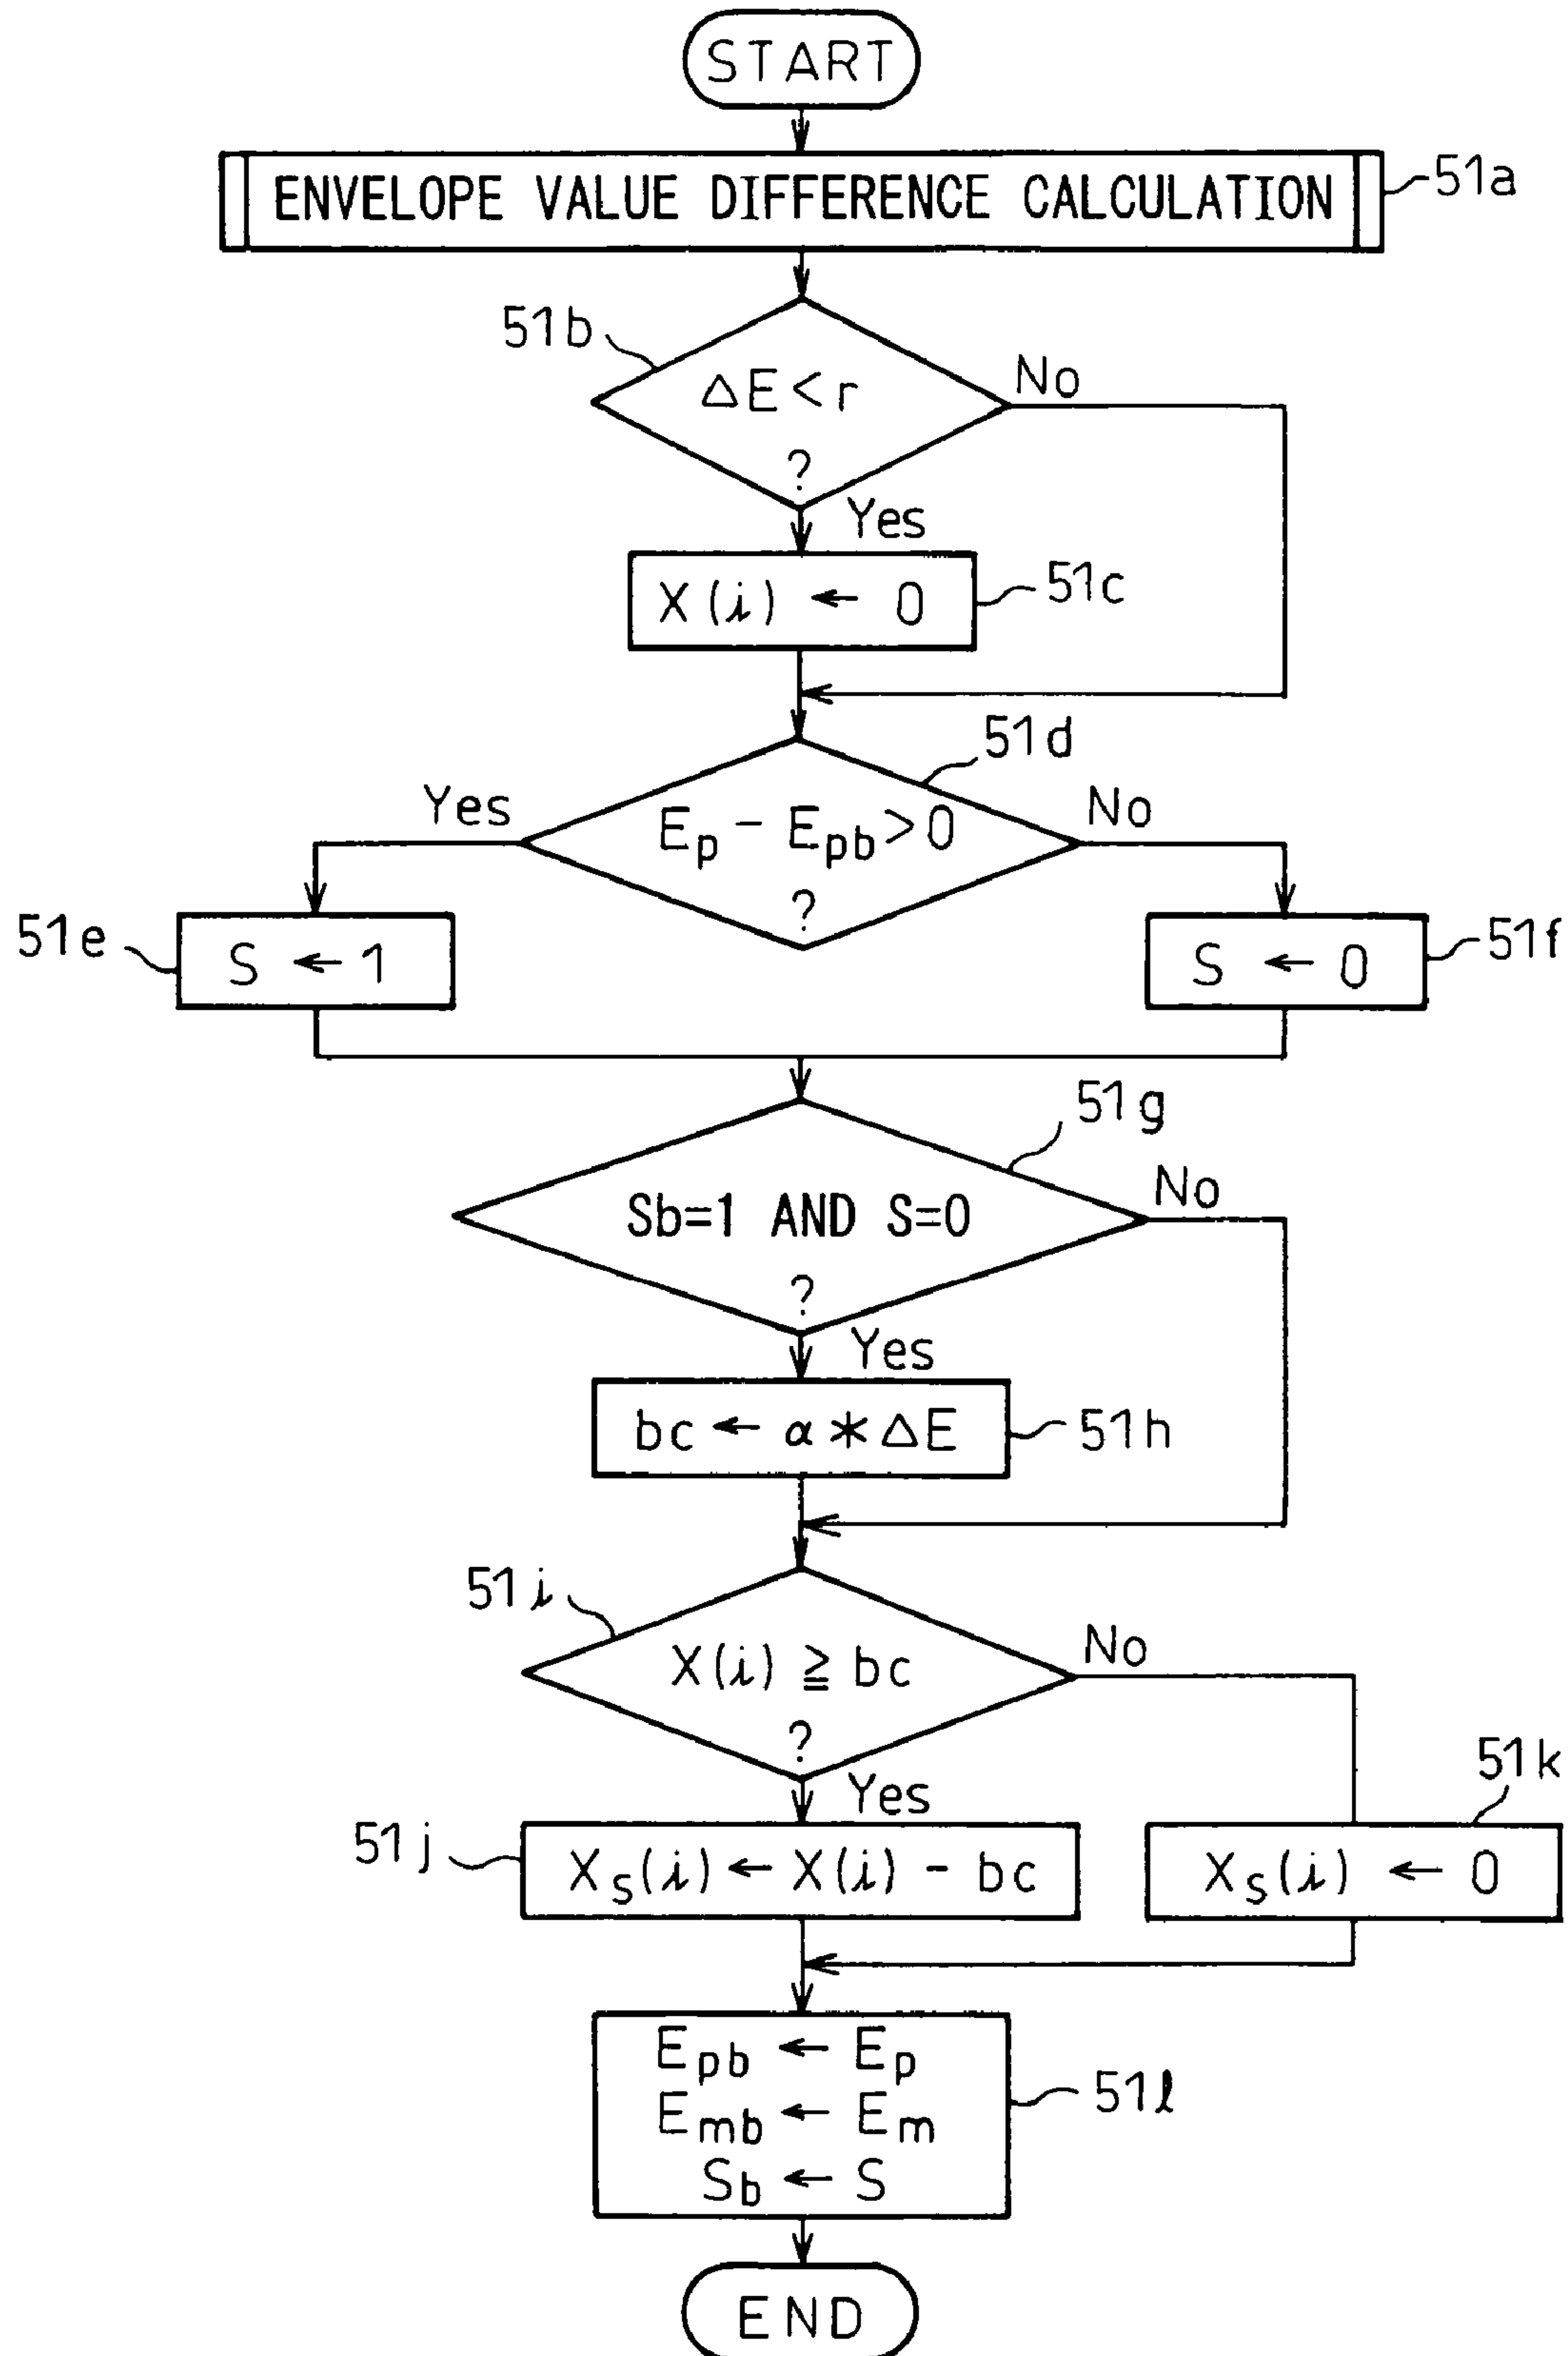 START
ENVELOPE VALUE DIFFERENCE CALCULATION
51a
51b
ΔE < r
?
No
Yes
X(i) ← 0
51c
51d
Yes
Ep - Epb > 0
?
No
51e
S ← 1
S ← 0
51f
51g
Sb=1 AND S=0
?
No
Yes
bc ← α * ΔE
51h
51i
X(i) ≧ bc
?
No
Yes
51k
51j
Xs(i) ← X(i) - bc
Xs(i) ← 0
Epb ← Ep
Emb ← Em
Sb ← S
51l
END